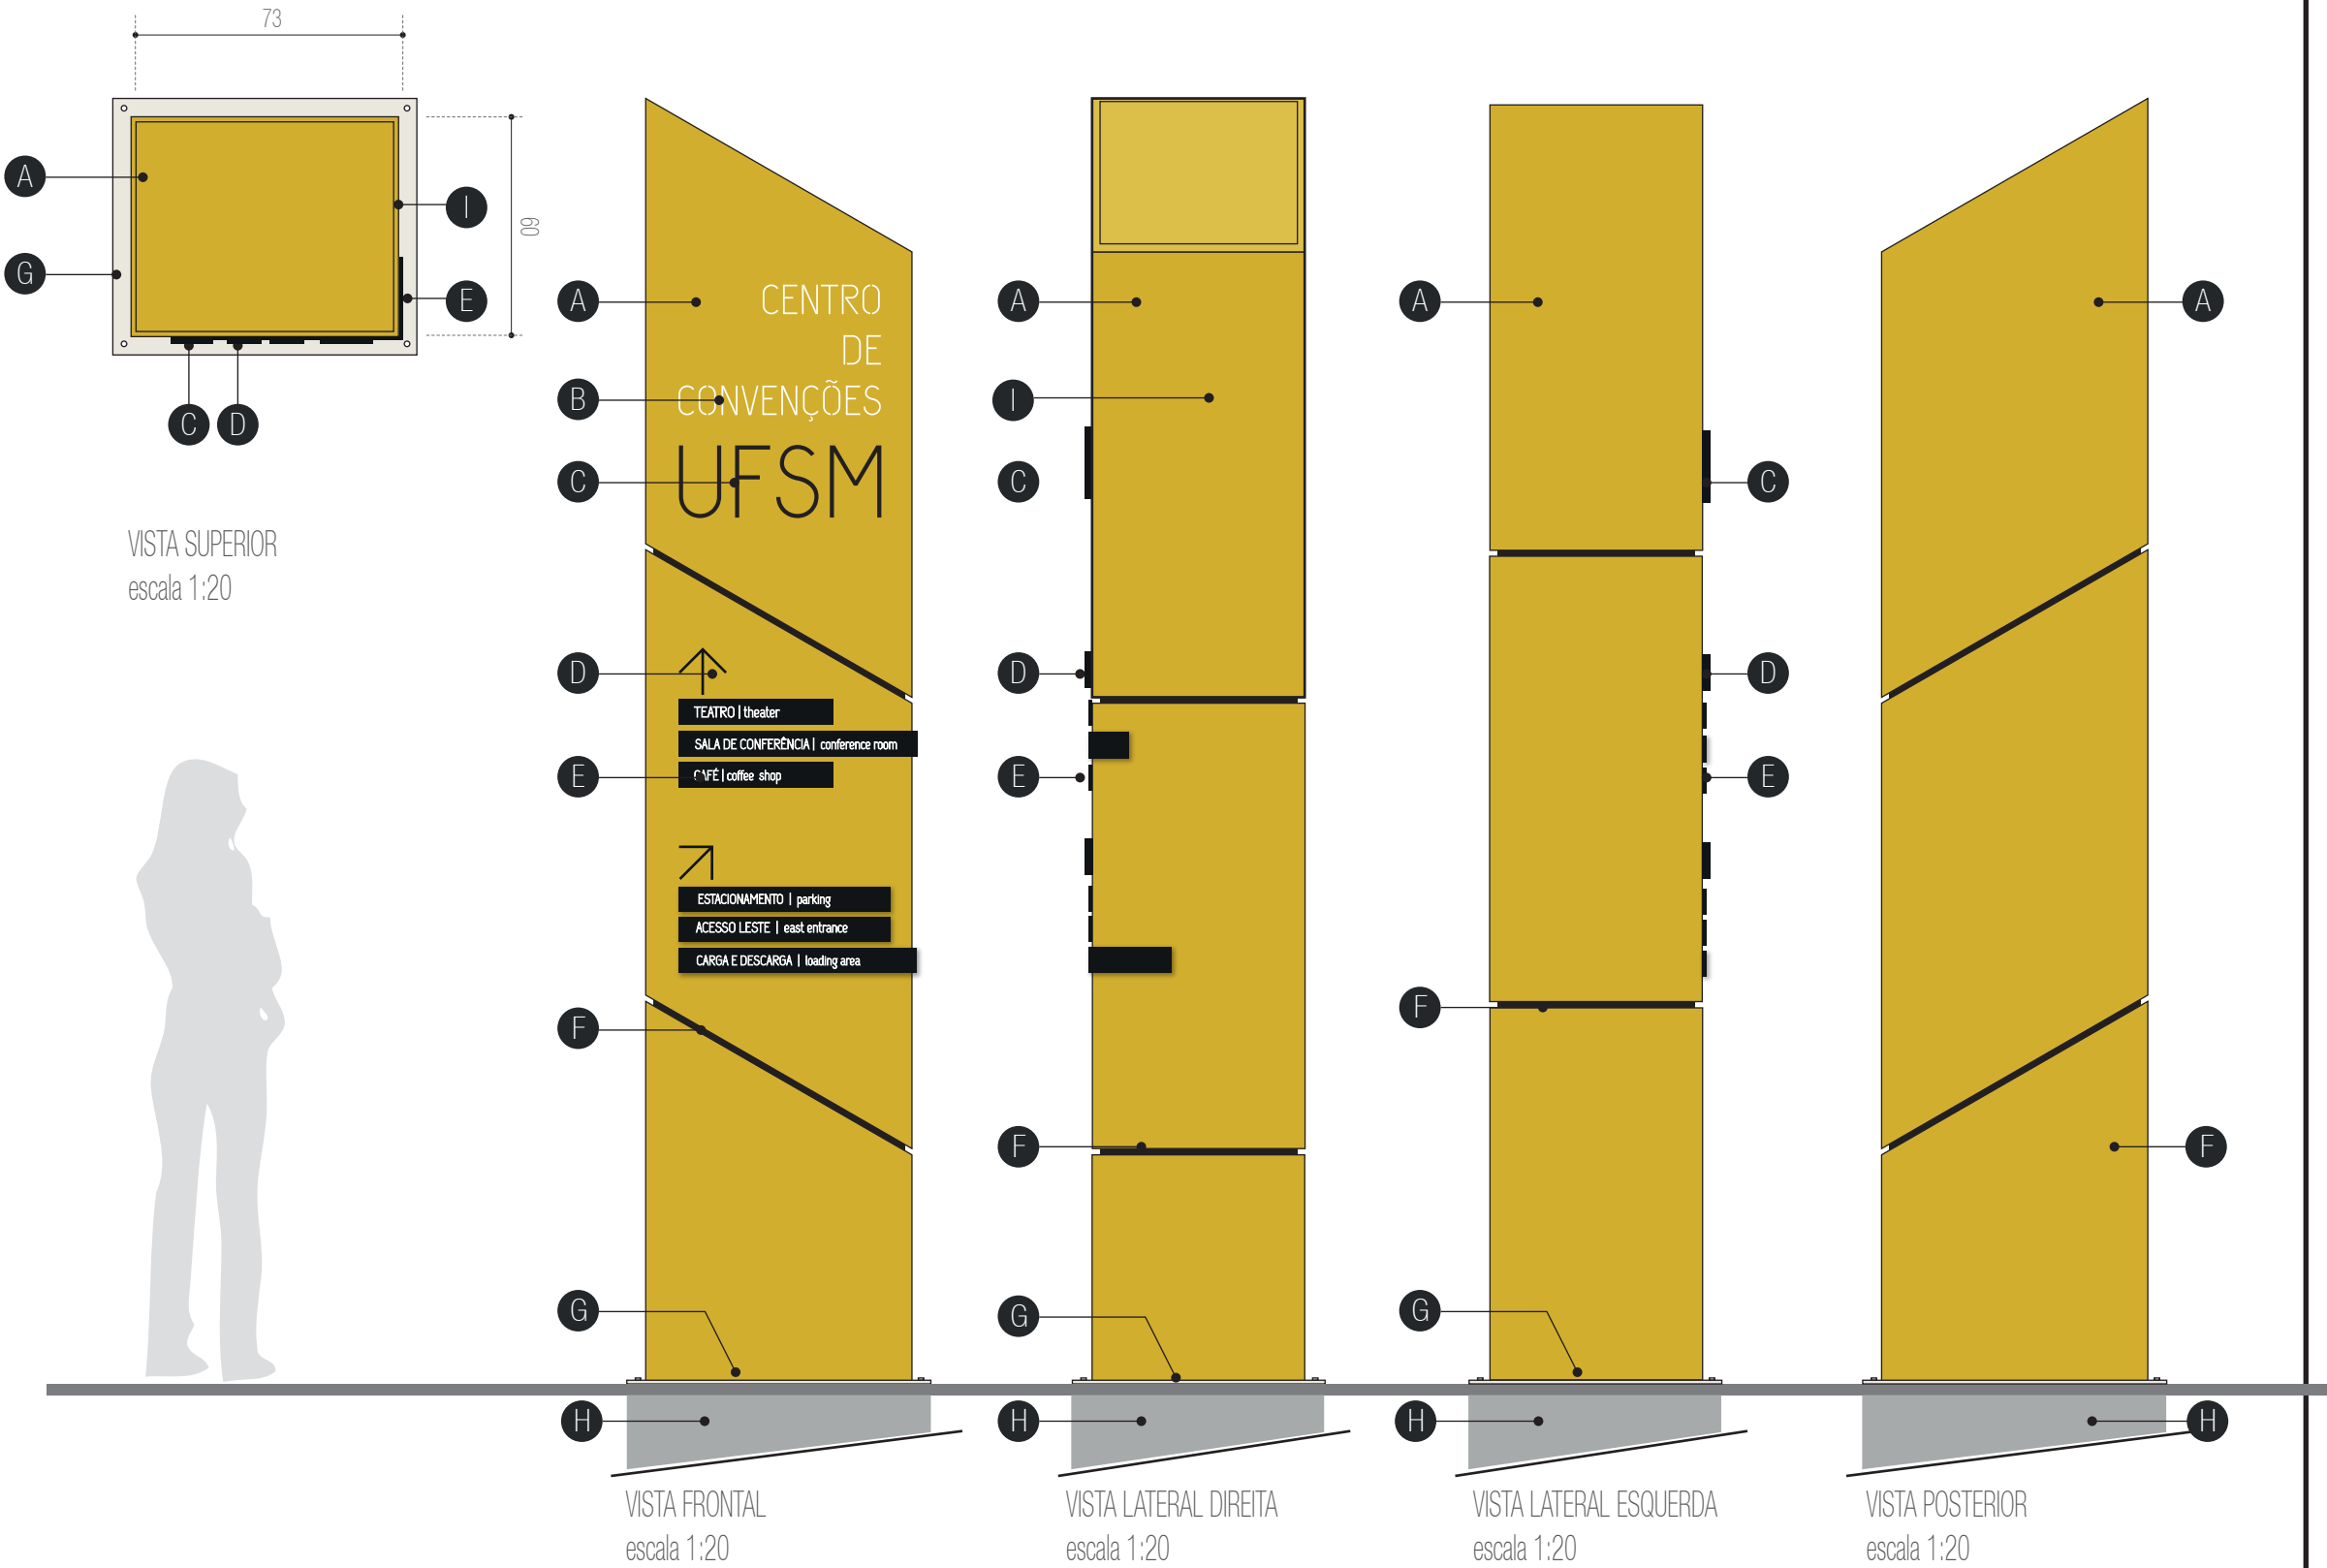 73
A
I
60
G
E
C
D
VISTA SUPERIOR
escala 1:20
A
CENTRO
DE
B
CONVENÇÕES
C
UFSM
D
TEATRO | theater
SALA DE CONFERÊNCIA | conference room
E
CAFÉ | coffee shop
ESTACIONAMENTO | parking
ACESSO LESTE | east entrance
CARGA E DESCARGA | loading area
F
G
H
VISTA FRONTAL
escala 1:20
A
I
C
D
E
F
G
H
VISTA LATERAL DIREITA
escala 1:20
A
C
D
E
F
G
H
VISTA LATERAL ESQUERDA
escala 1:20
A
F
H
VISTA POSTERIOR
escala 1:20